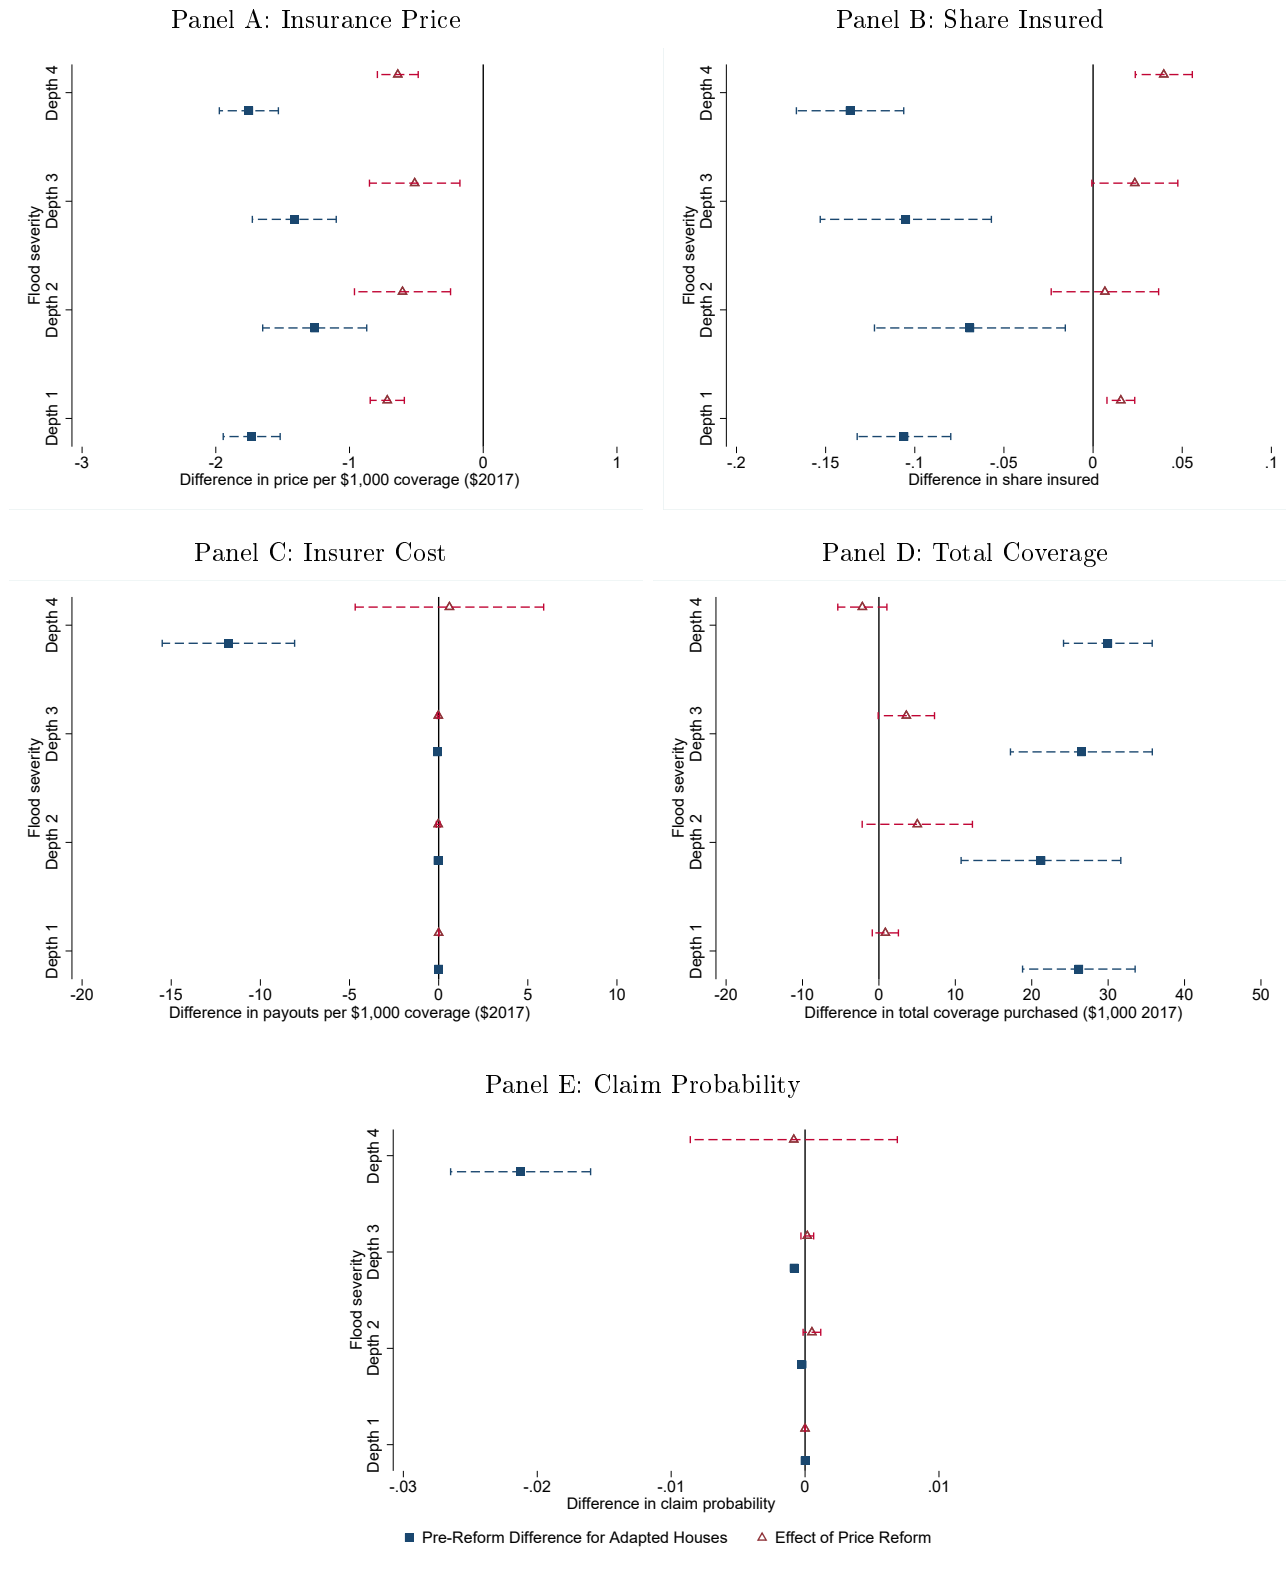 Panel A: Insurance Price
Flood severity
Depth 4
Depth 3
Depth 2
Depth 1
-3 -2 -1 0 1
Difference in price per $1,000 coverage ($2017)
Panel B: Share Insured
Flood severity
Depth 4
Depth 3
Depth 2
Depth 1
-.2 -.15 -.1 -.05 0 .05 .1
Difference in share insured
Panel C: Insurer Cost
Flood severity
Depth 4
Depth 3
Depth 2
Depth 1
-20 -15 -10 -5 0 5 10
Difference in payouts per $1,000 coverage ($2017)
Panel D: Total Coverage
Flood severity
Depth 4
Depth 3
Depth 2
Depth 1
-20 -10 0 10 20 30 40 50
Difference in total coverage purchased ($1,000 2017)
Panel E: Claim Probability
Flood severity
Depth 4
Depth 3
Depth 2
Depth 1
-.03 -.02 -.01 0 .01
Difference in claim probability
Pre-Reform Difference for Adapted Houses
Effect of Price Reform